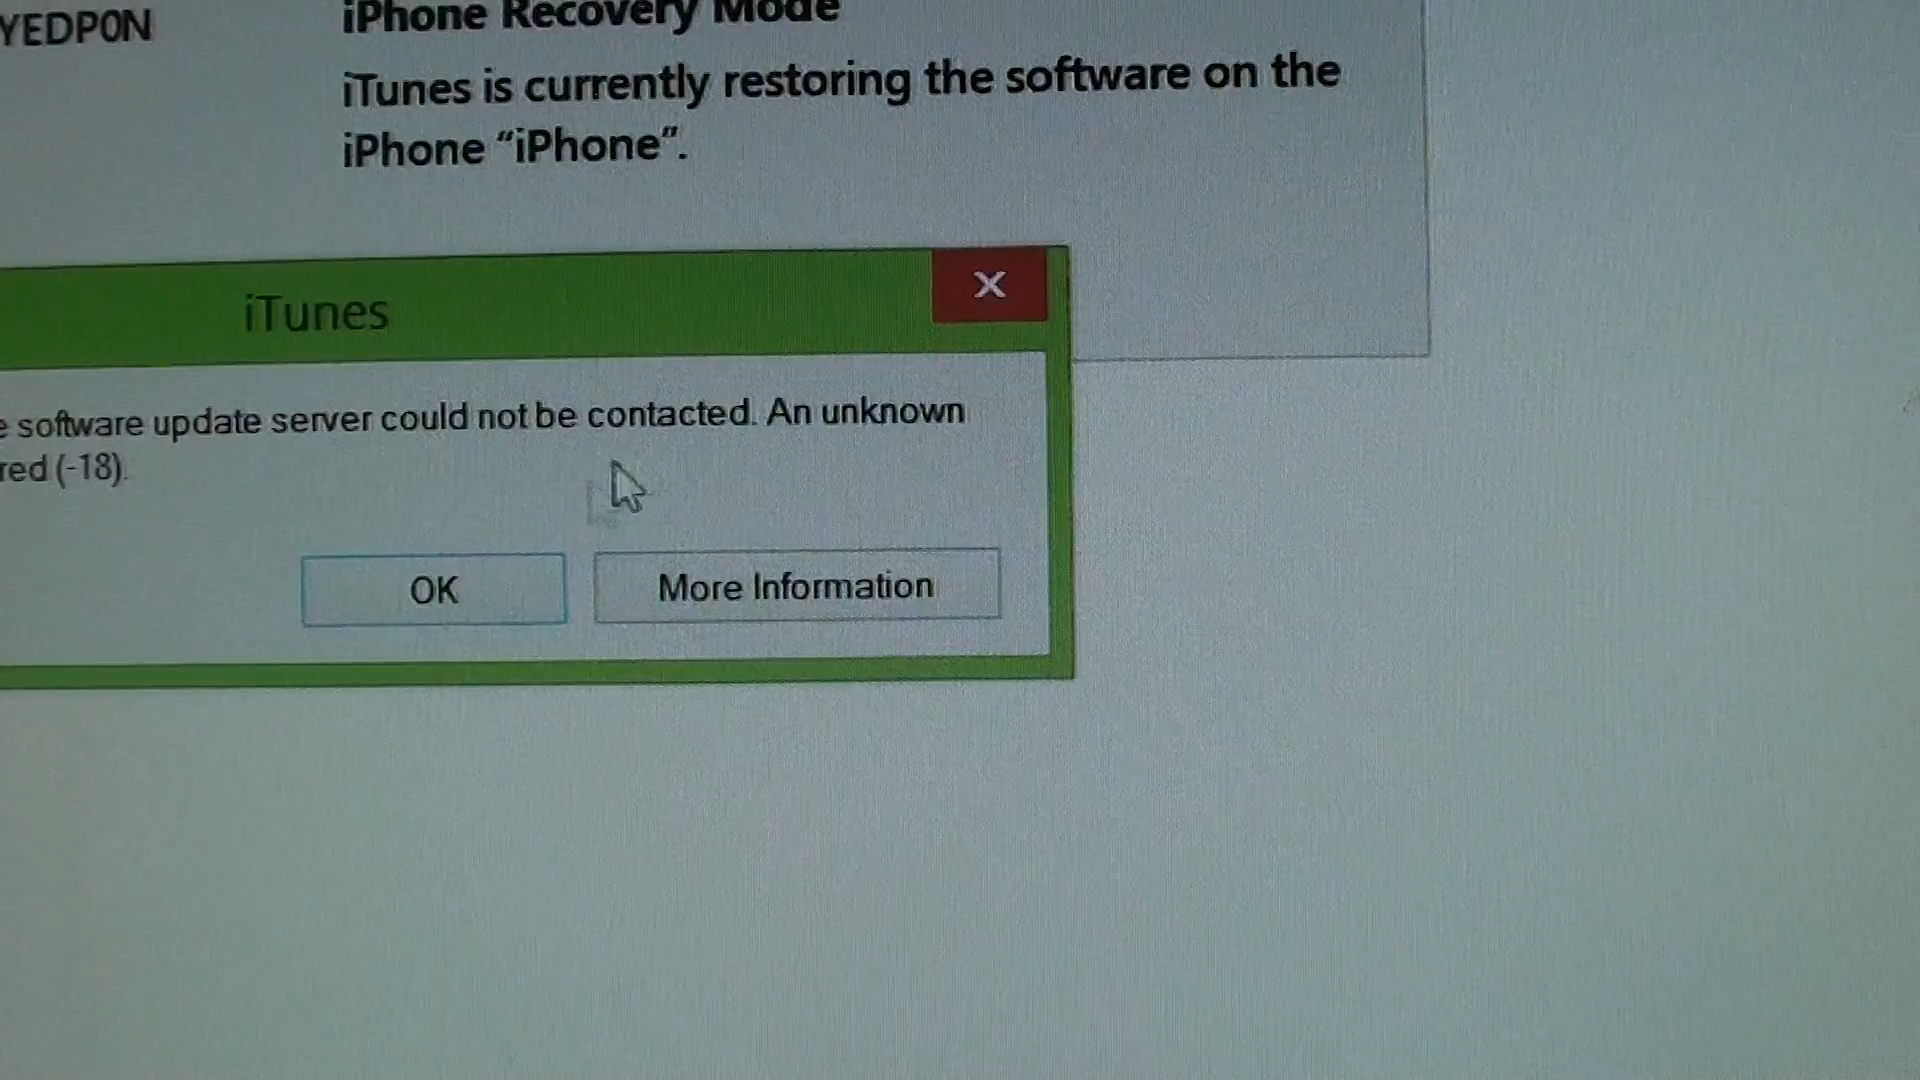 YEDP0N
iPhone Recovery Mode
iTunes is currently restoring the software on the
iPhone “iPhone”.
iTunes
X
software update server could not be contacted. An unknown
(-18).
OK
More Information